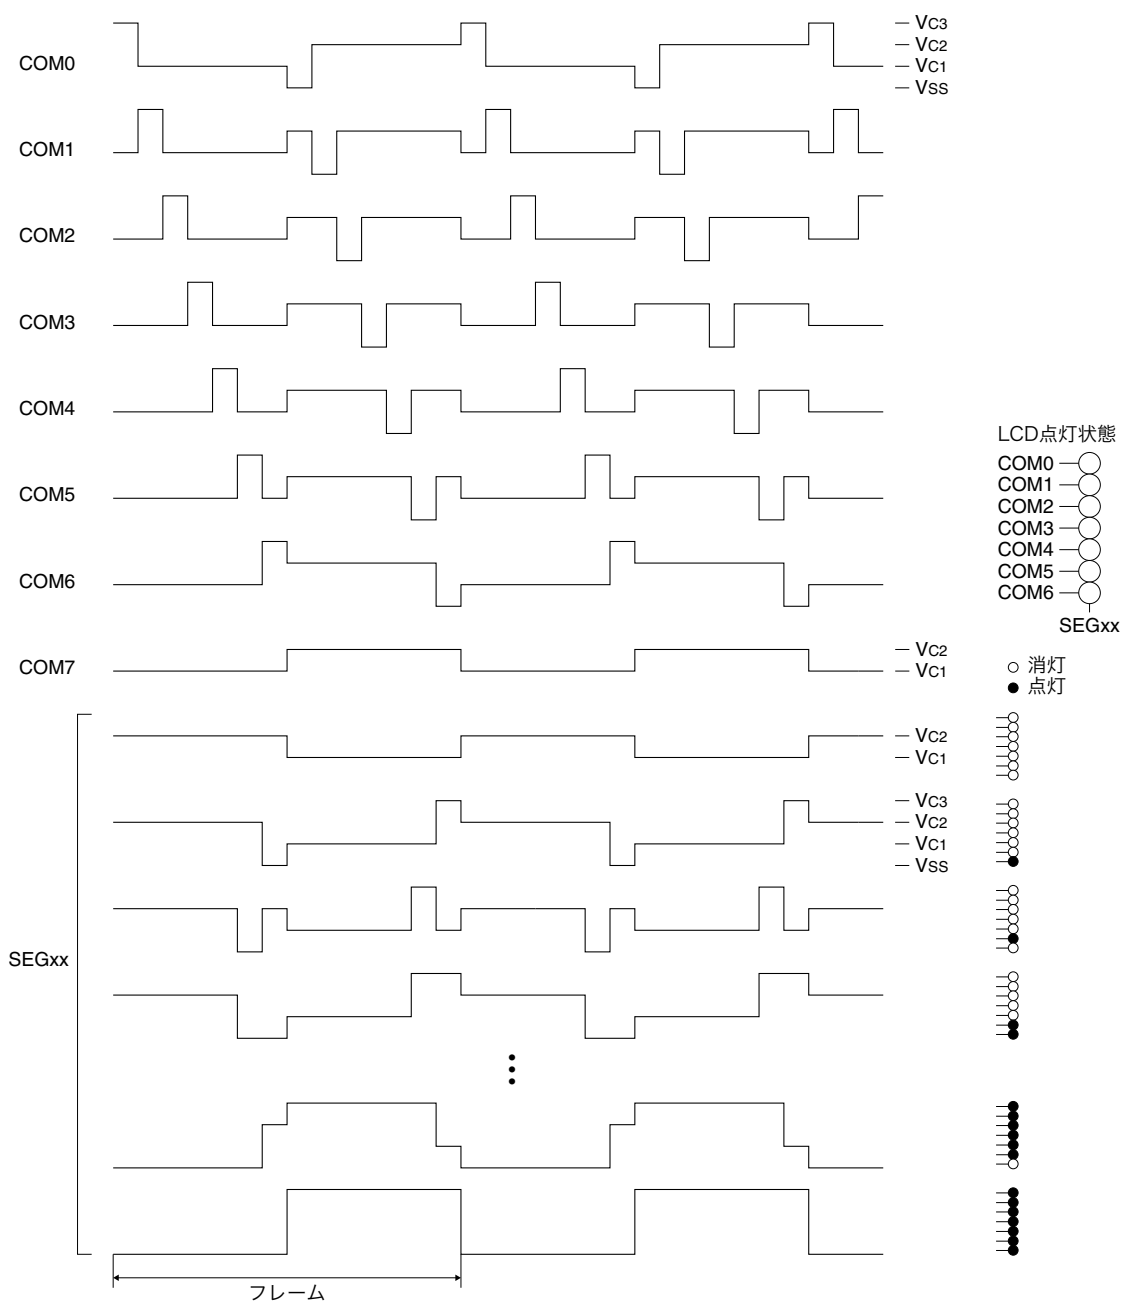 COM0
VC3
VC2
VC1
VSS
COM1
COM2
COM3
COM4
COM5
COM6
COM7
VC2
VC1
LCD点灯状態
COM0
COM1
COM2
COM3
COM4
COM5
COM6
SEGxx
消灯
点灯
SEGxx
VC2
VC1
VC3
VC2
VC1
VSS
フレーム